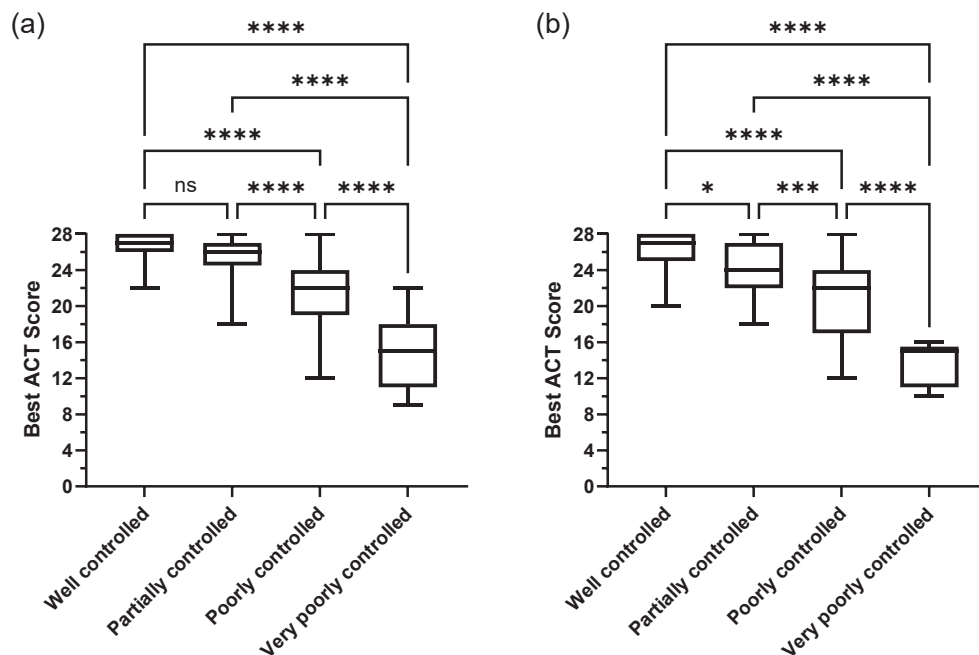 (a)
****
****
****
ns
****
****
28
24
20
16
12
8
4
0
Best ACT Score
Well controlled
Partially controlled
Poorly controlled
Very poorly controlled
(b)
****
****
****
*
***
****
28
24
20
16
12
8
4
0
Best ACT Score
Well controlled
Partially controlled
Poorly controlled
Very poorly controlled